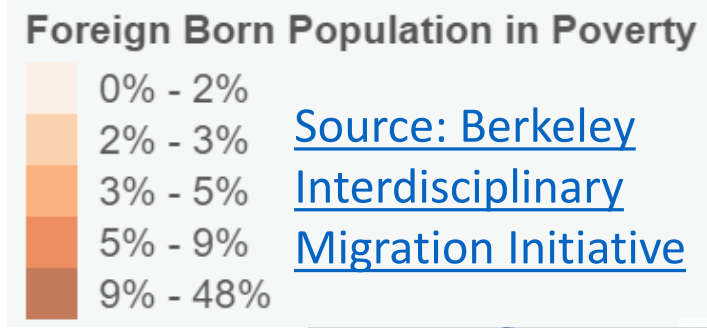 Foreign Born Population in Poverty
0% - 2%
2% - 3%
3% - 5%
5% - 9%
9% - 48%
Source: Berkeley
Interdisciplinary
Migration Initiative